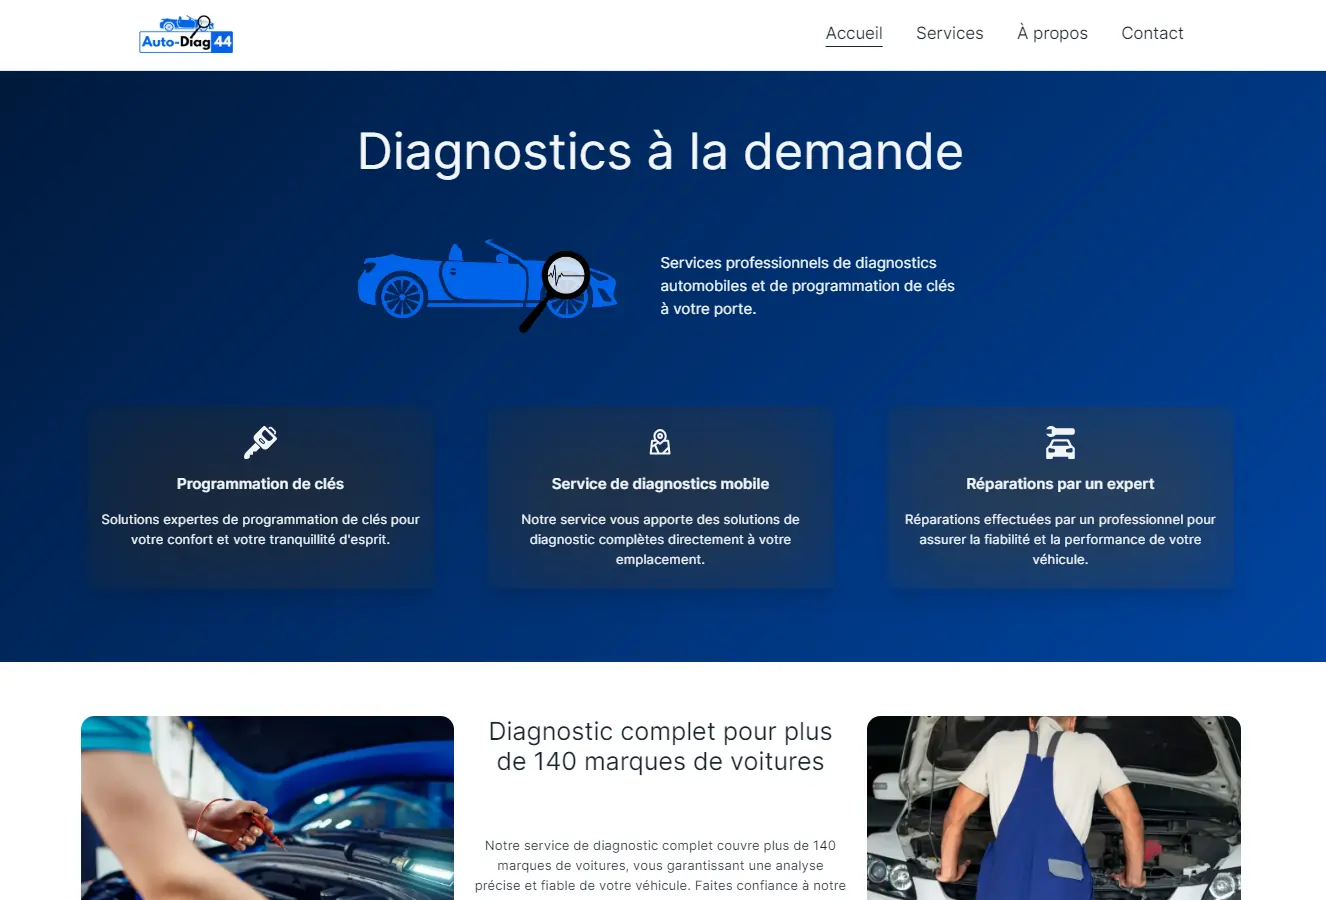 Auto-Diag 44
Accueil
Services
À propos
Contact
Diagnostics à la demande
Services professionnels de diagnostics
automobiles et de programmation de clés
à votre porte.
Programmation de clés
Solutions expertes de programmation de clés pour
votre confort et votre tranquillité d'esprit.
Service de diagnostics mobile
Notre service vous apporte des solutions de
diagnostic complètes directement à votre
emplacement.
Réparations par un expert
Réparations effectuées par un professionnel pour
assurer la fiabilité et la performance de votre
véhicule.
Diagnostic complet pour plus
de 140 marques de voitures
Notre service de diagnostic complet couvre plus de 140
marques de voitures, vous garantissant une analyse
précise et fiable de votre véhicule. Faites confiance à notre